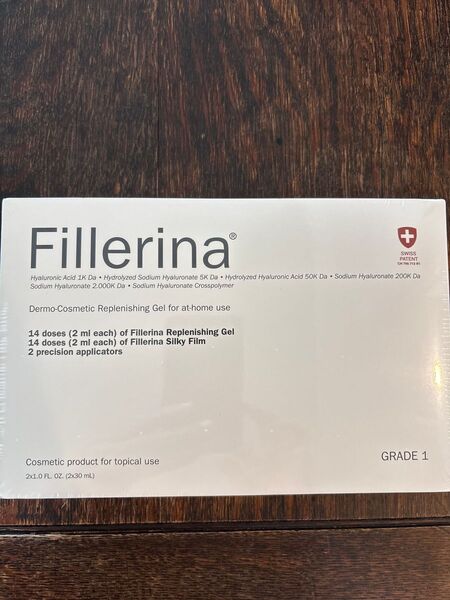 Fillerina®
SWISS
PATENT
Hyaluronic Acid 1K Da • Hydrolyzed Sodium Hyaluronate 5K Da • Hydrolyzed Hyaluronic Acid 50K Da • Sodium Hyaluronate 200K Da
Sodium Hyaluronate 2.000K Da • Sodium Hyaluronate Crosspolymer
Dermo-Cosmetic Replenishing Gel for at-home use
14 doses (2 ml each) of Fillerina Replenishing Gel
14 doses (2 ml each) of Fillerina Silky Film
2 precision applicators
Cosmetic product for topical use
GRADE 1
2x1.0 FL. OZ. (2x30 mL)